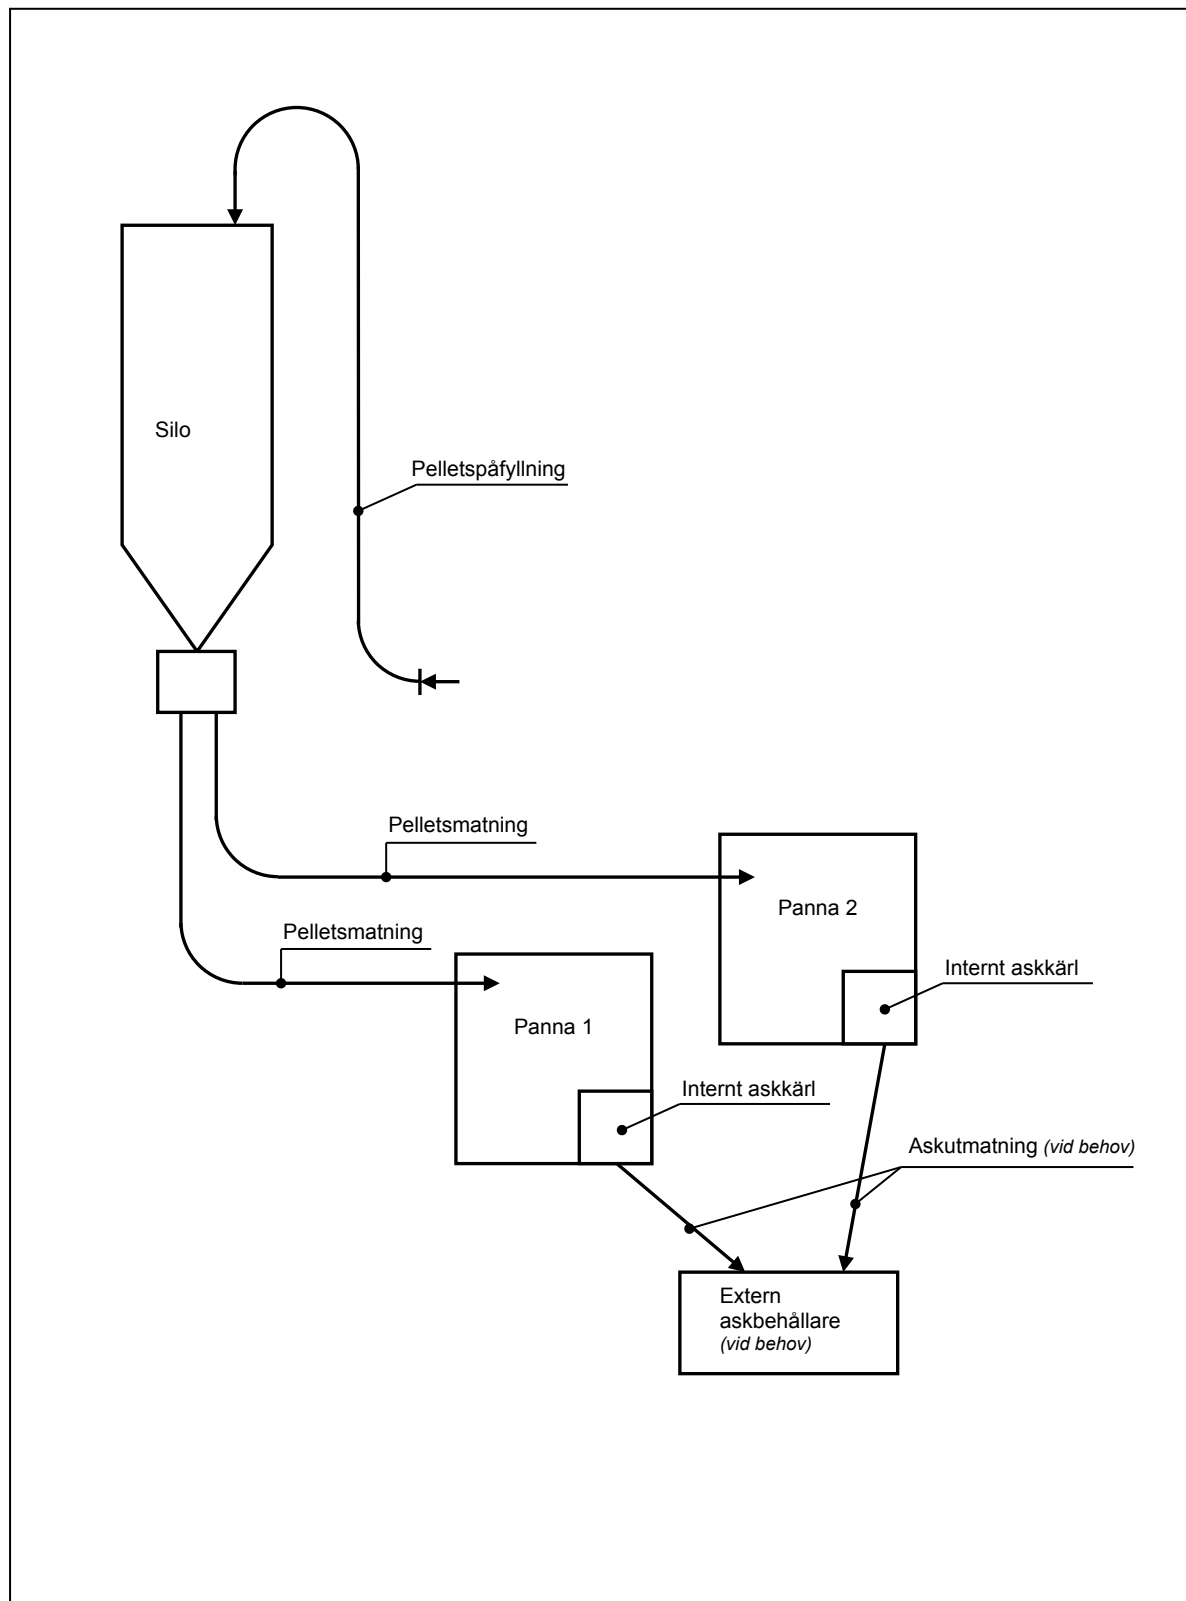 Silo
Pelletspåfyllning
Pelletsmatning
Panna 2
Pelletsmatning
Internt askkärl
Panna 1
Internt askkärl
Askutmatning (vid behov)
Extern
askbehållare
(vid behov)